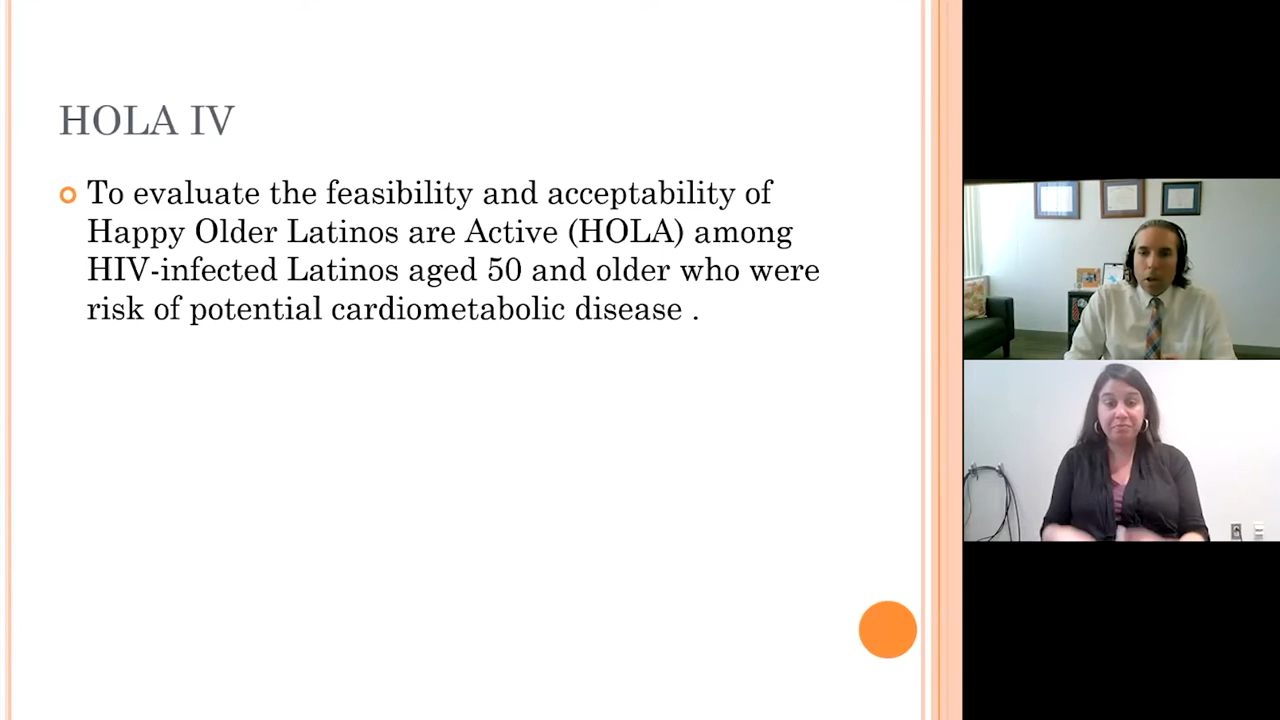 HOLA IV
To evaluate the feasibility and acceptability of
Happy Older Latinos are Active (HOLA) among
HIV-infected Latinos aged 50 and older who were
risk of potential cardiometabolic disease .